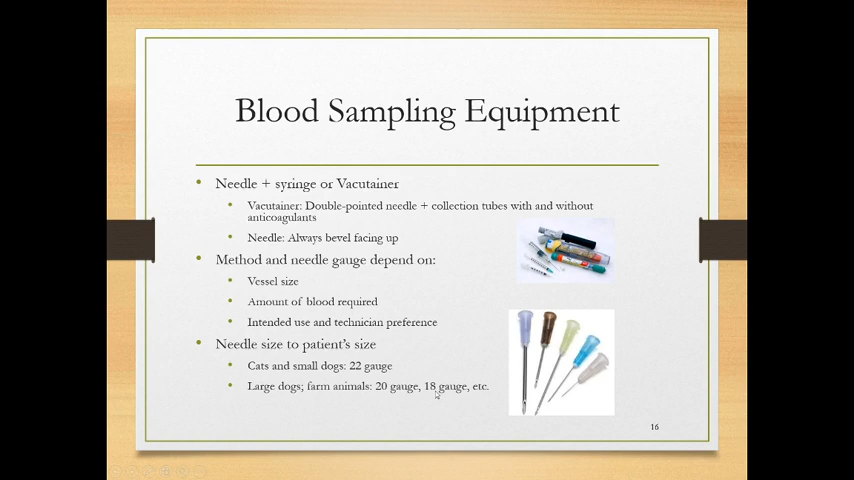 Blood Sampling Equipment
• Needle + syringe or Vacutainer
• Vacutainer: Double-pointed needle + collection tubes with and without
anticoagulants
• Needle: Always bevel facing up
• Method and needle gauge depend on:
• Vessel size
• Amount of blood required
• Intended use and technician preference
• Needle size to patient's size
• Cats and small dogs: 22 gauge
• Large dogs; farm animals: 20 gauge, 18 gauge, etc.
16